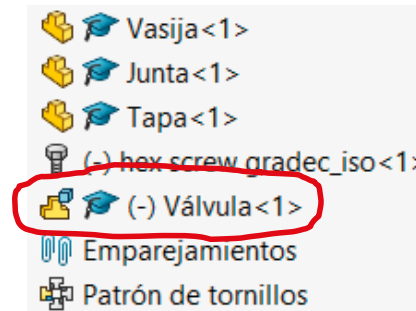 Vasija<1>
Junta<1>
Tapa<1>
(-) hex screw gradec_iso<1>
(-) Válvula<1>
Emparejamientos
Patrón de tornillos